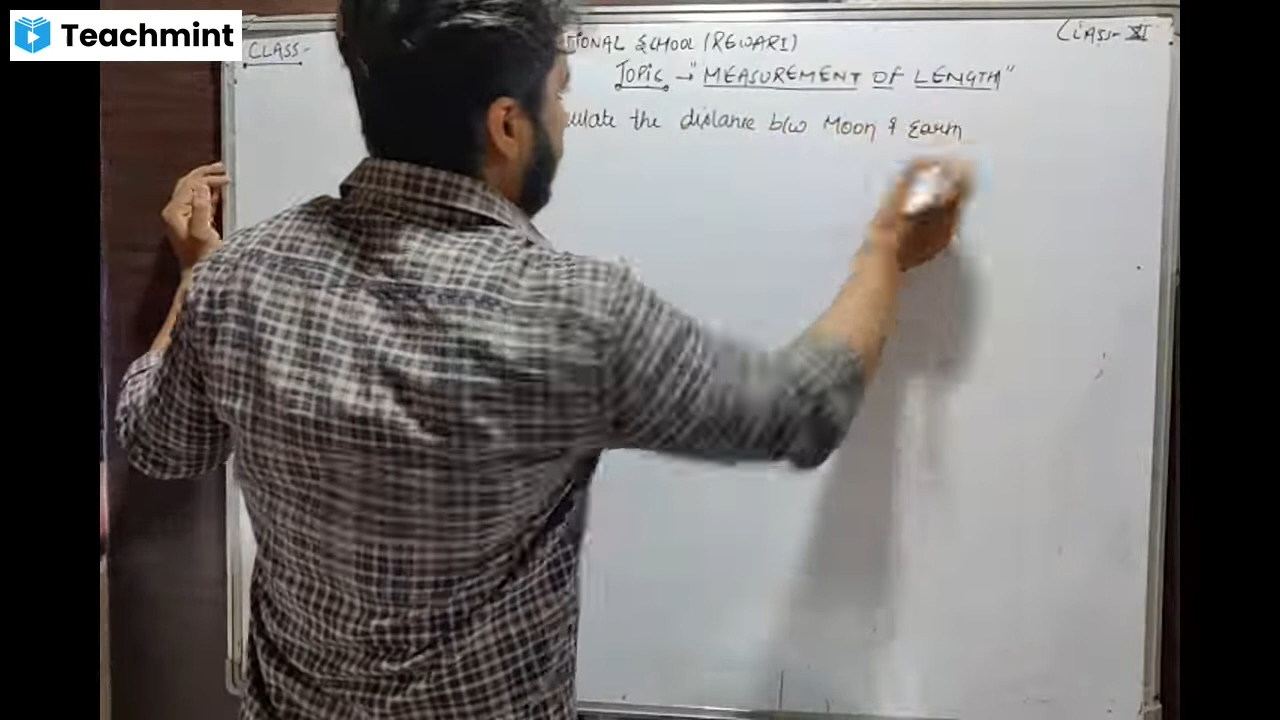 Teachmint
CLASS-
TIONAL SCHOOL (REWARI)
CLASS-XI
TOPIC → "MEASUREMENT OF LENGTH"
ulate the distance b/w Moon & Earth